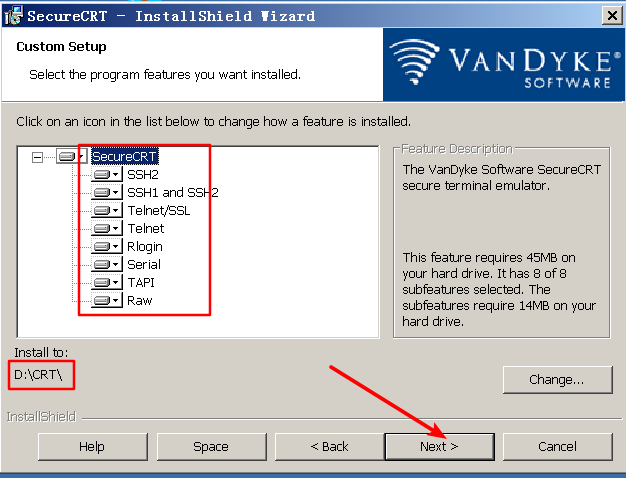 SecureCRT - InstallShield Wizard
Custom Setup
Select the program features you want installed.
VANDYKE®
SOFTWARE
Click on an icon in the list below to change how a feature is installed.
SecureCRT
SSH2
SSH1 and SSH2
Telnet/SSL
Telnet
Rlogin
Serial
TAPI
Raw
Feature Description
The VanDyke Software SecureCRT
secure terminal emulator.
This feature requires 45MB on
your hard drive. It has 8 of 8
subfeatures selected. The
subfeatures require 14MB on your
hard drive.
Install to:
D:\CRT\
Change...
InstallShield
Help
Space
< Back
Next >
Cancel